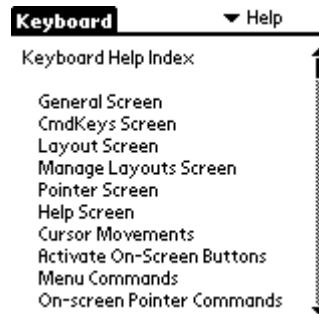 Keyboard
Help
Keyboard Help Index
General Screen
CmdKeys Screen
Layout Screen
Manage Layouts Screen
Pointer Screen
Help Screen
Cursor Movements
Activate On-Screen Buttons
Menu Commands
On-screen Pointer Commands